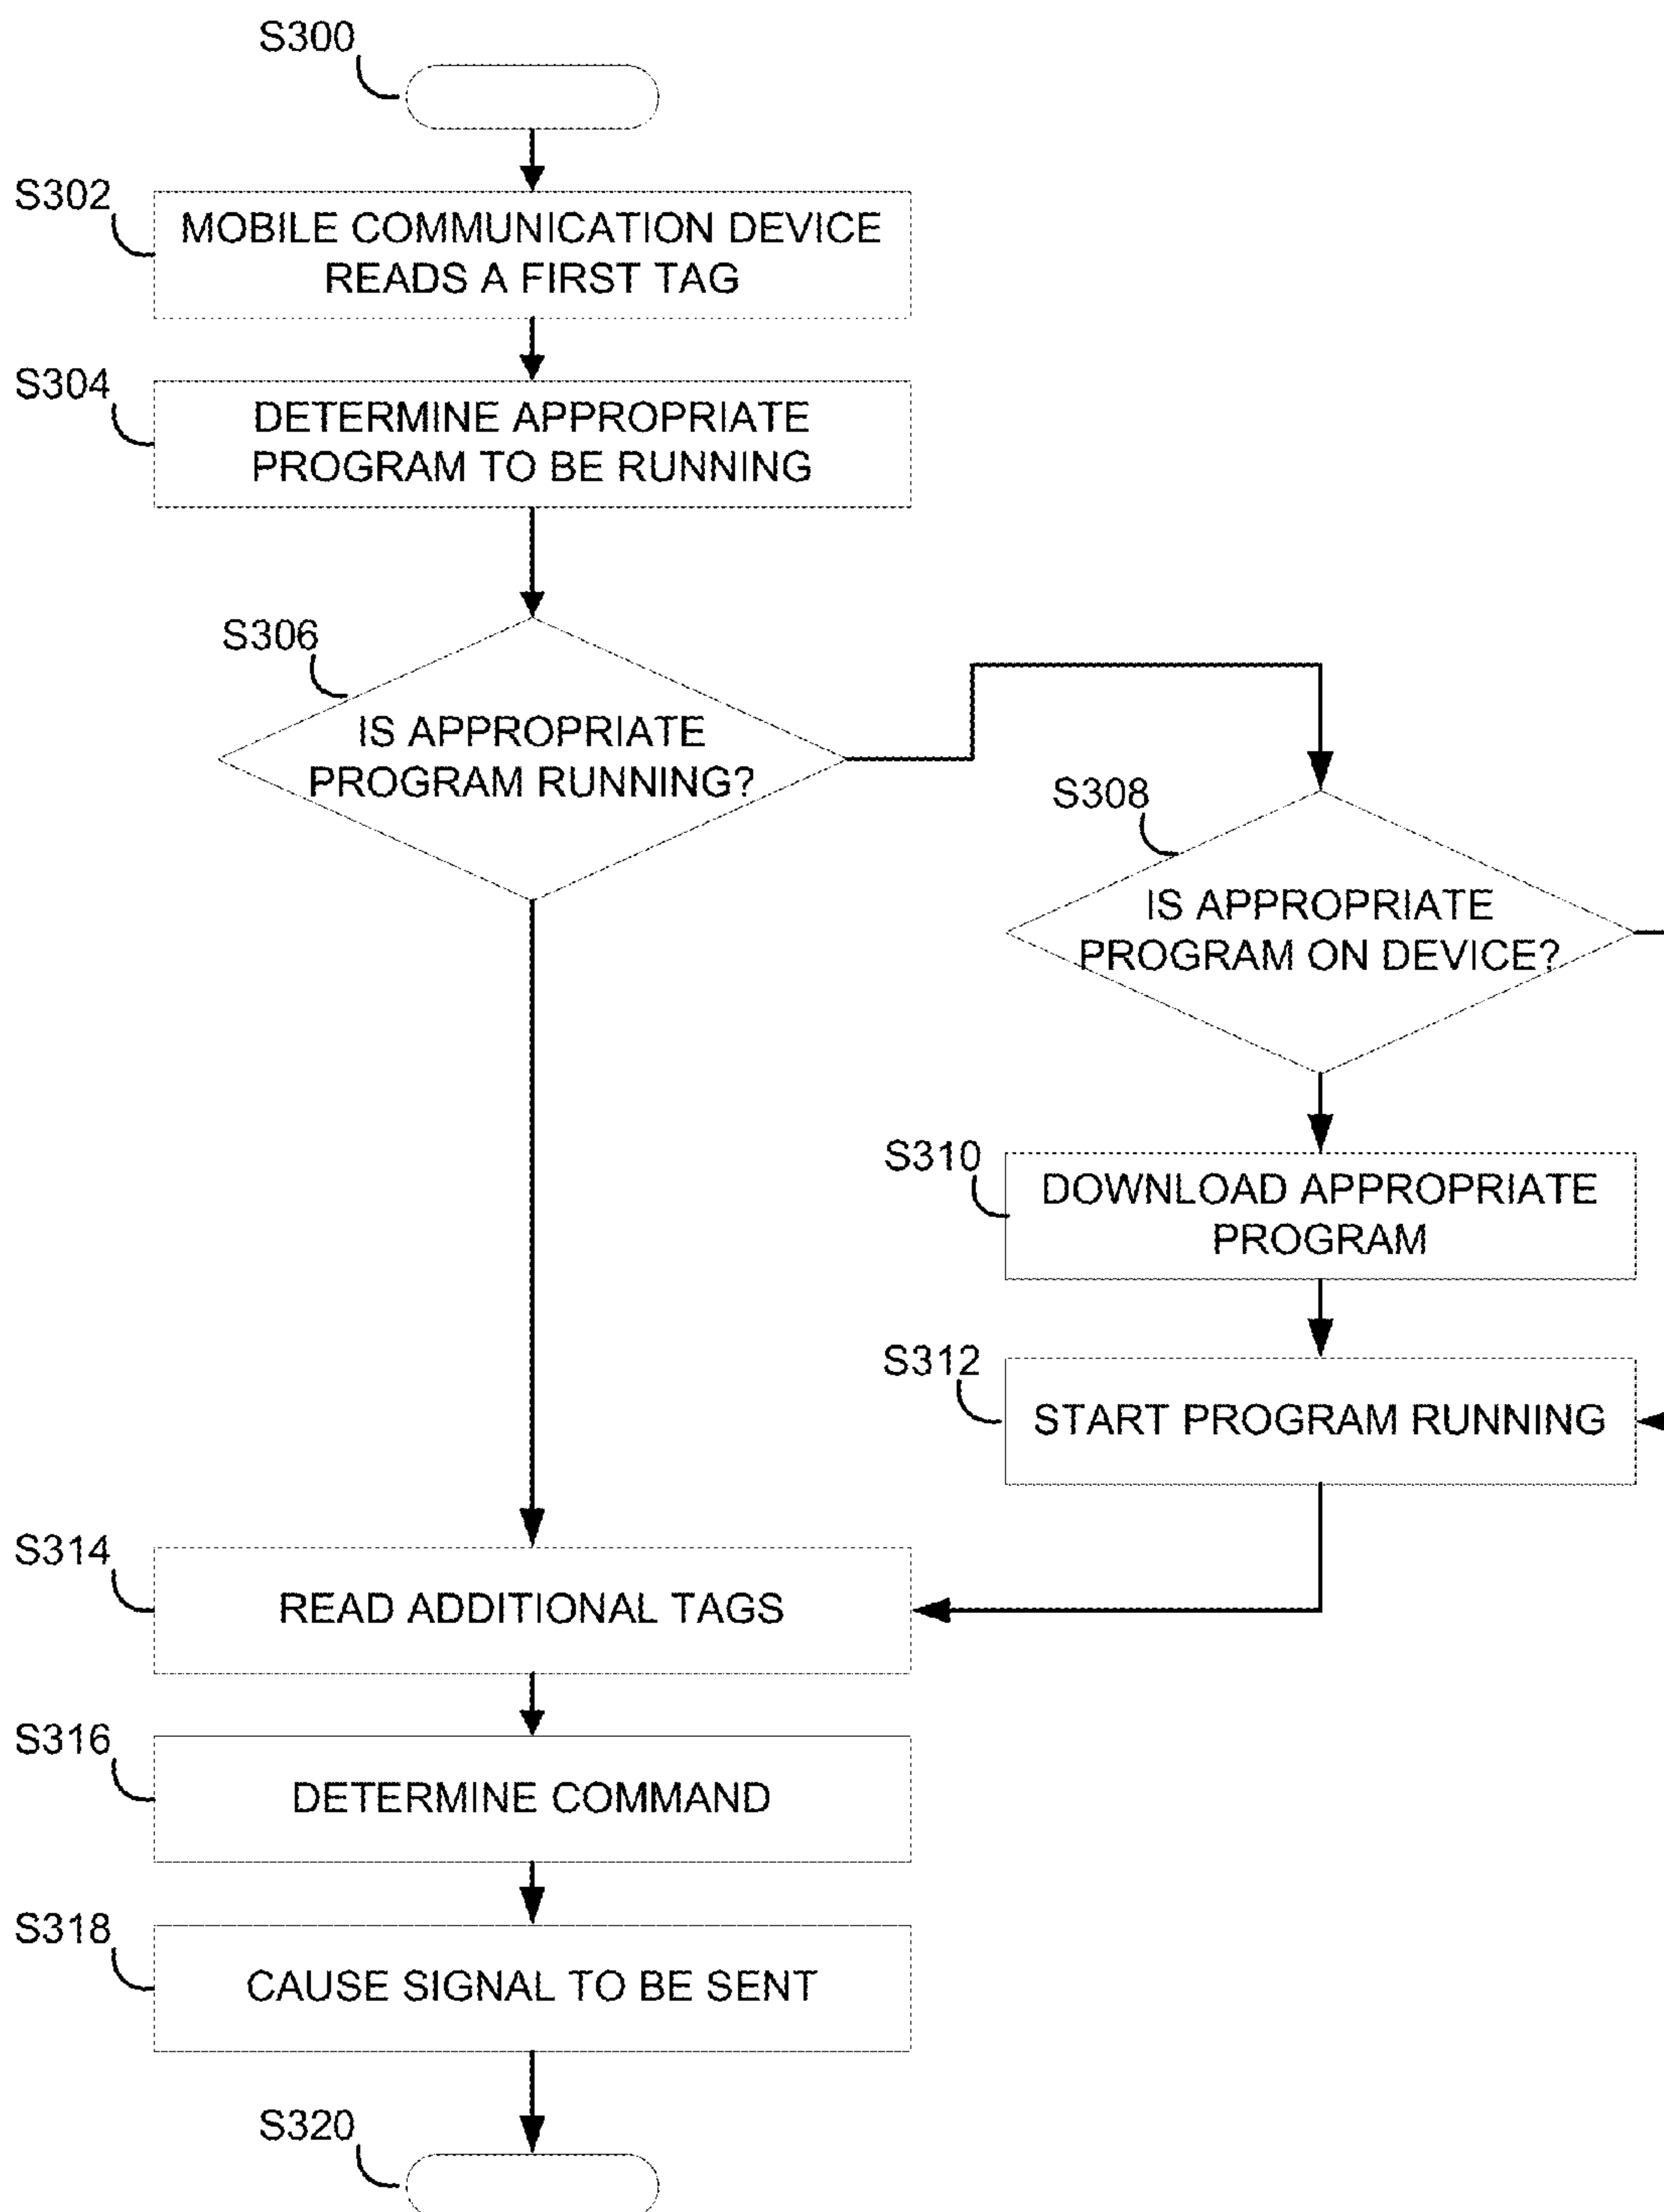 S300
S302
MOBILE COMMUNICATION DEVICE
READS A FIRST TAG
S304
DETERMINE APPROPRIATE
PROGRAM TO BE RUNNING
S306
IS APPROPRIATE
PROGRAM RUNNING?
S308
IS APPROPRIATE
PROGRAM ON DEVICE?
S310
DOWNLOAD APPROPRIATE
PROGRAM
S312
START PROGRAM RUNNING
S314
READ ADDITIONAL TAGS
S316
DETERMINE COMMAND
S318
CAUSE SIGNAL TO BE SENT
S320